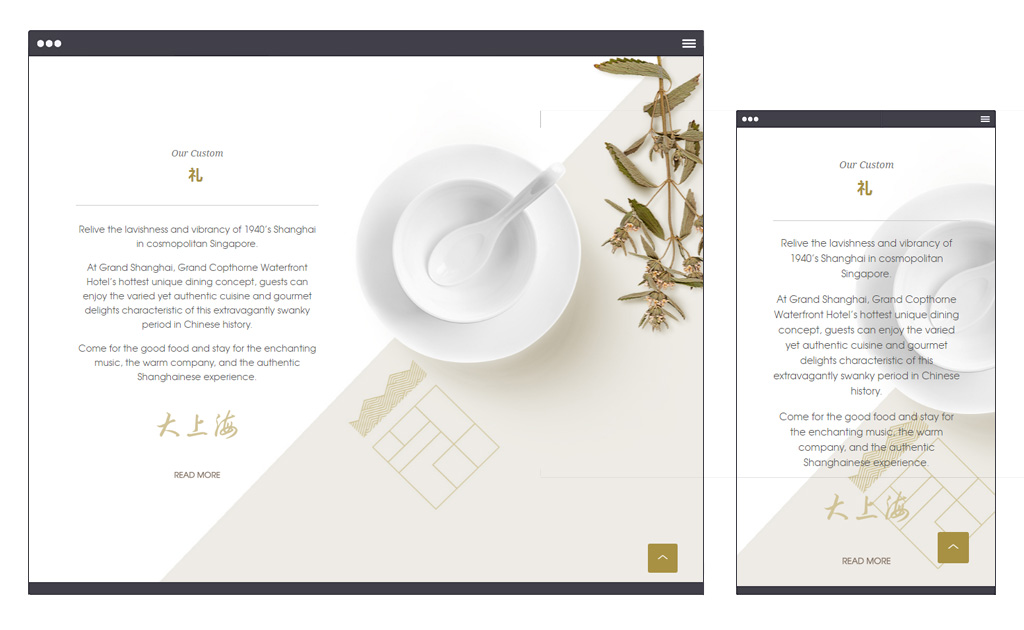 Our Custom
礼
Relive the lavishness and vibrancy of 1940's Shanghai
in cosmopolitan Singapore.
At Grand Shanghai, Grand Copthorne Waterfront
Hotel's hottest unique dining concept, guests can
enjoy the varied yet authentic cuisine and gourmet
delights characteristic of this extravagantly swanky
period in Chinese history.
Come for the good food and stay for the enchanting
music, the warm company, and the authentic
Shanghainese experience.
大上海
READ MORE
Our Custom
礼
Relive the lavishness and vibrancy of
1940's Shanghai in cosmopolitan
Singapore.
At Grand Shanghai, Grand Copthorne
Waterfront Hotel's hottest unique dining
concept, guests can enjoy the varied
yet authentic cuisine and gourmet
delights characteristic of this
extravagantly swanky period in Chinese
history.
Come for the good food and stay for
the enchanting music, the warm
company, and the authentic
Shanghainese experience.
大上海
READ MORE